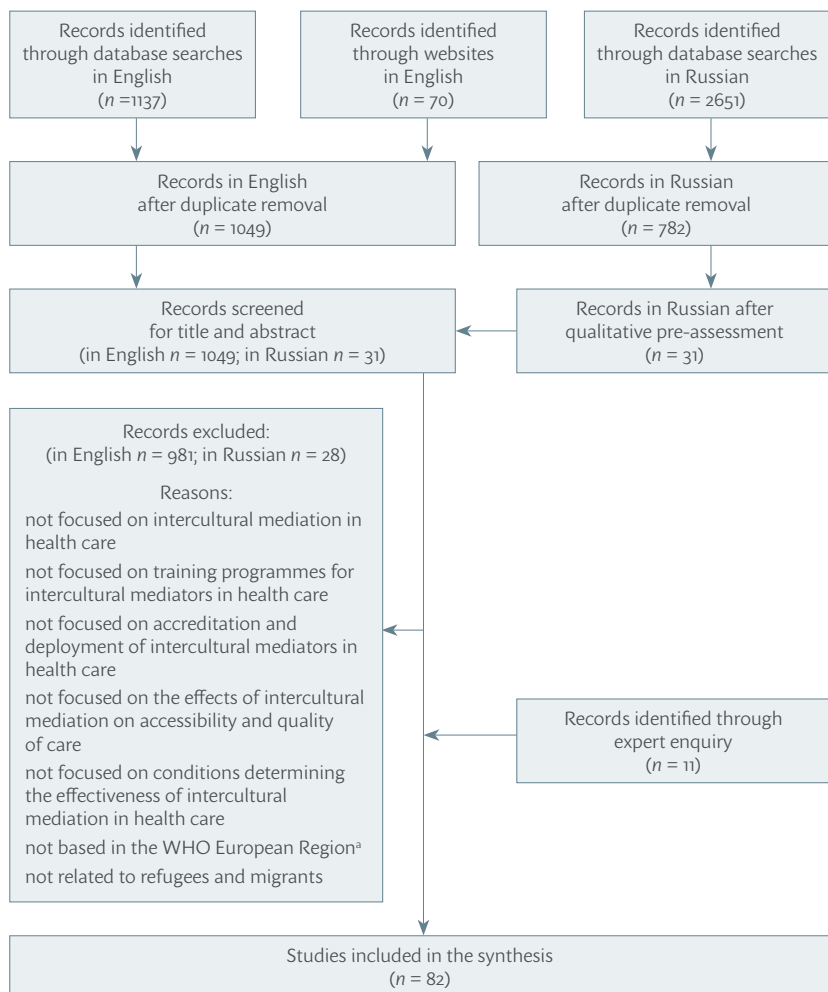 Records identified
through database searches
in English
(n =1137)
Records identified
through websites
in English
(n = 70)
Records identified
through database searches
in Russian
(n = 2651)
Records in English
after duplicate removal
(n = 1049)
Records in Russian
after duplicate removal
(n = 782)
Records screened
for title and abstract
(in English n = 1049; in Russian n = 31)
Records in Russian after
qualitative pre-assessment
(n = 31)
Records excluded:
(in English n = 981; in Russian n = 28)
Reasons:
not focused on intercultural mediation in
health care
not focused on training programmes for
intercultural mediators in health care
not focused on accreditation and
deployment of intercultural mediators in
health care
not focused on the effects of intercultural
mediation on accessibility and quality
of care
not focused on conditions determining
the effectiveness of intercultural
mediation in health care
not based in the WHO European Regionᵃ
not related to refugees and migrants
Records identified through
expert enquiry
(n = 11)
Studies included in the synthesis
(n = 82)